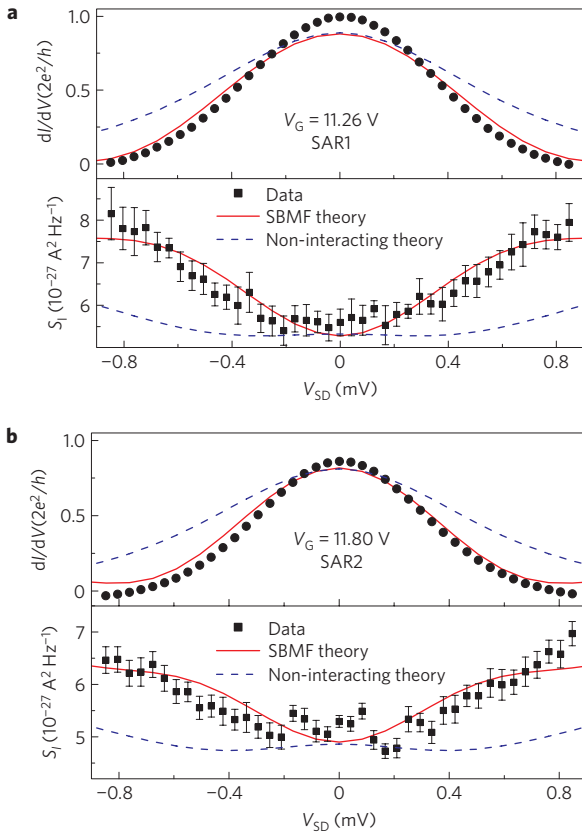 a
1.0
0.5
0
dI/dV(2e²/h)
V_G = 11.26 V
SAR1
8
7
6
S_I (10⁻²⁷ A² Hz⁻¹)
Data
SBMF theory
Non-interacting theory
−0.8 −0.4 0 0.4 0.8
V_SD (mV)
b
1.0
0.5
0
dI/dV(2e²/h)
V_G = 11.80 V
SAR2
7
6
5
S_I (10⁻²⁷ A² Hz⁻¹)
Data
SBMF theory
Non-interacting theory
−0.8 −0.4 0 0.4 0.8
V_SD (mV)